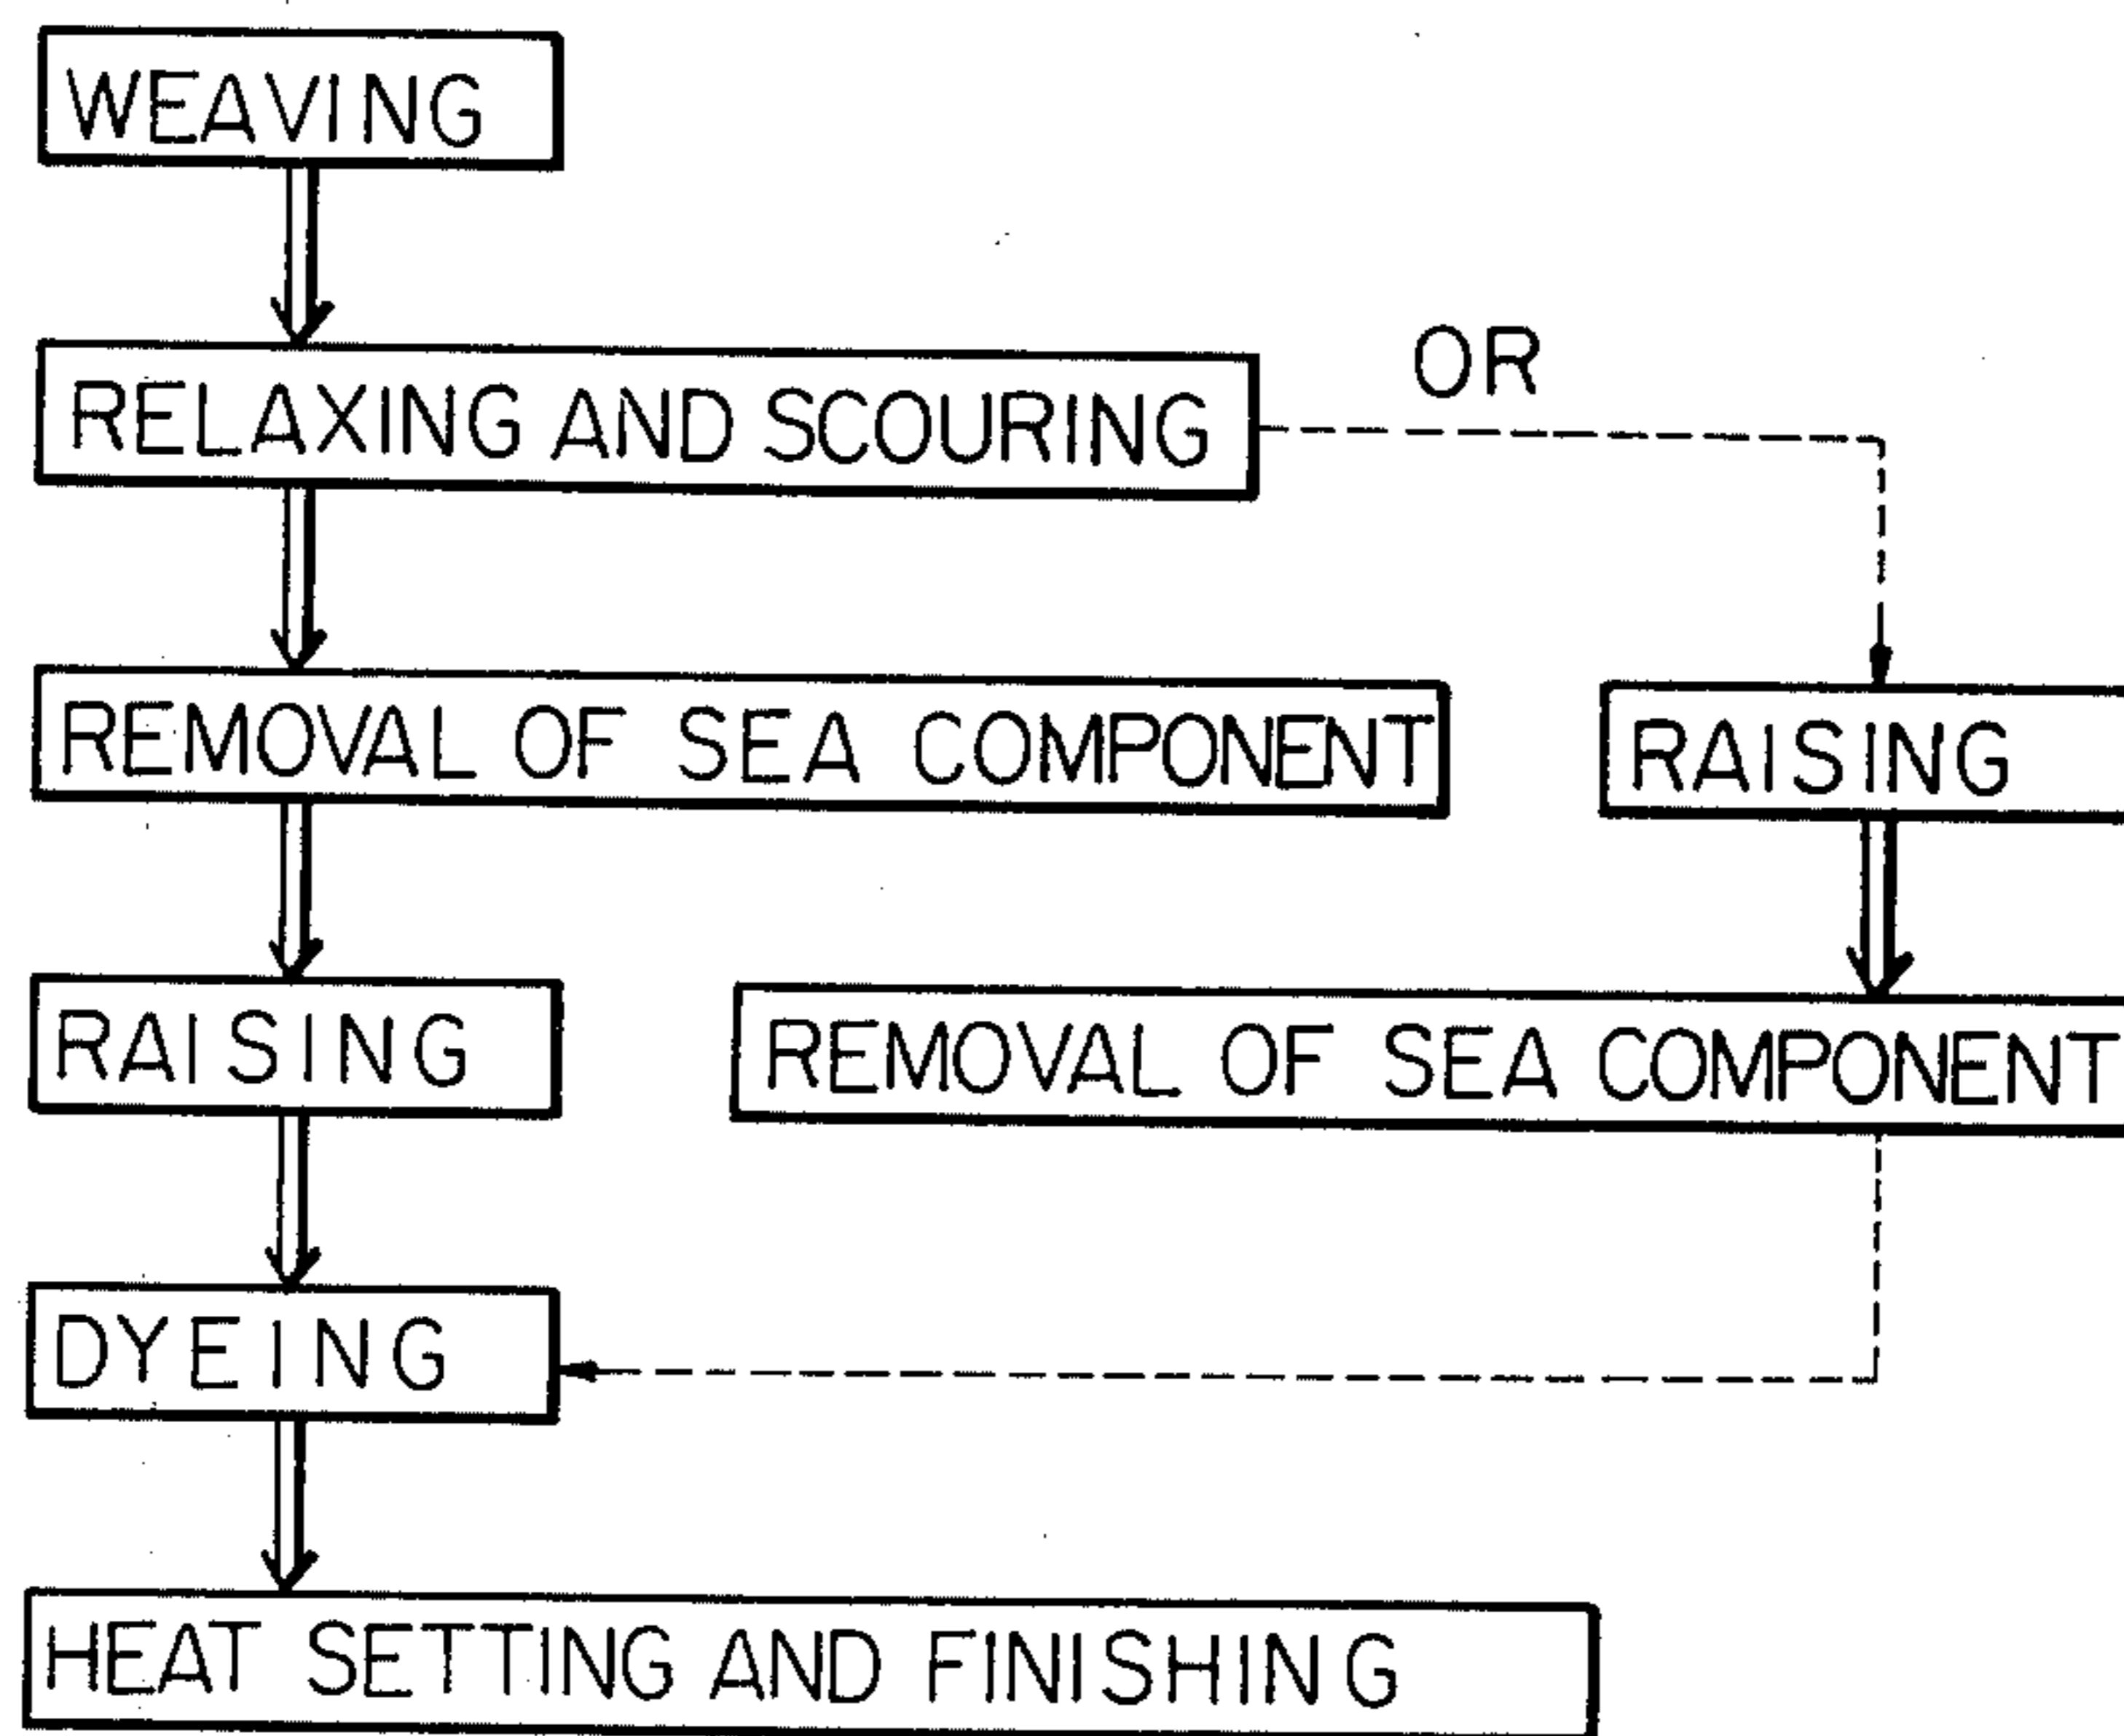 WEAVING
RELAXING AND SCOURING
OR
REMOVAL OF SEA COMPONENT
RAISING
RAISING
REMOVAL OF SEA COMPONENT
DYEING
HEAT SETTING AND FINISHING